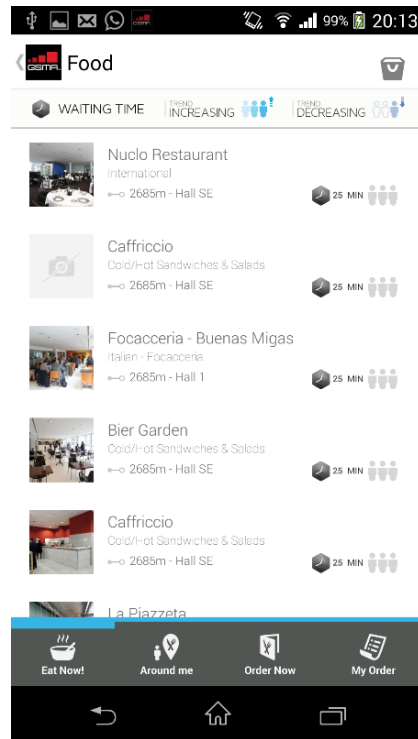 99% 20:13
GSMA Food
WAITING TIME TREND INCREASING TREND DECREASING
Nuclo Restaurant
International
2685m - Hall SE
25 MIN
Caffriccio
Cold/Hot Sandwiches & Salads
2685m - Hall SE
25 MIN
Focacceria - Buenas Migas
Italian - Focacceria
2685m - Hall 1
25 MIN
Bier Garden
Cold/Hot Sandwiches & Salads
2685m - Hall SE
25 MIN
Caffriccio
Cold/Hot Sandwiches & Salads
2685m - Hall SE
25 MIN
La Piazzeta
Eat Now! Around me Order Now My Order